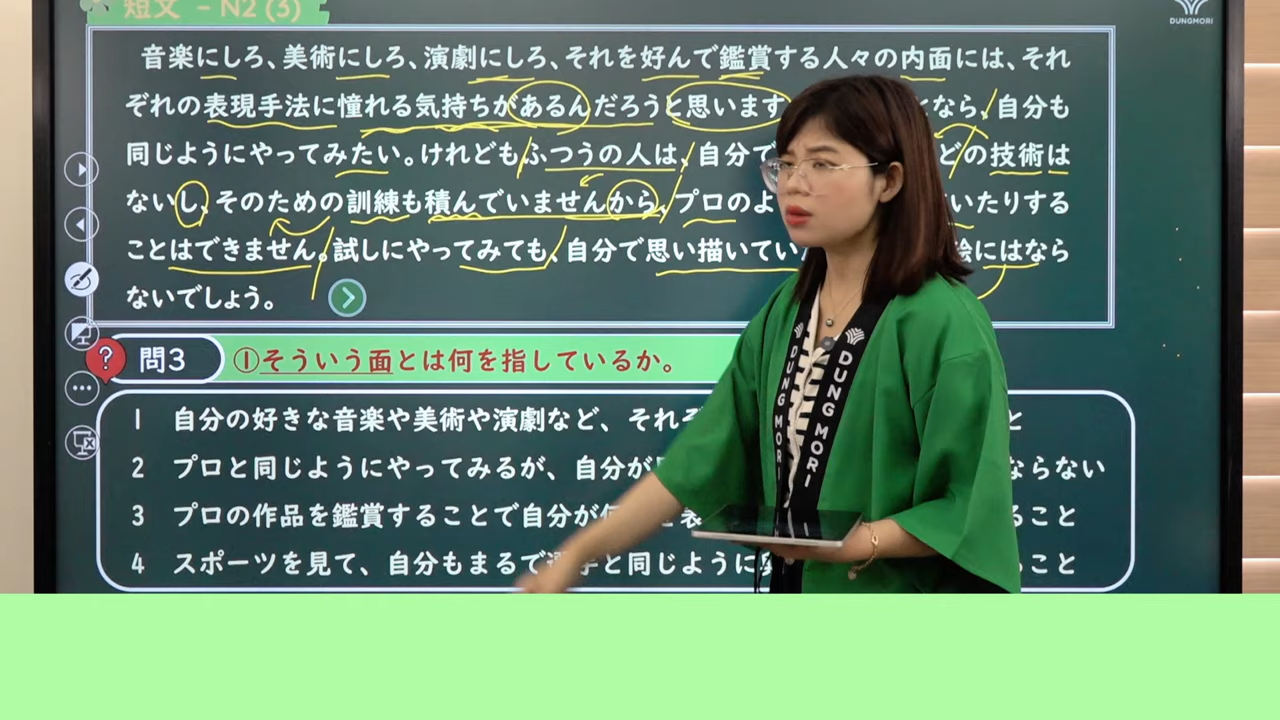 短文 – N2 (3)
DUNGMORI
音楽にしろ、美術にしろ、演劇にしろ、それを好んで鑑賞する人々の内面には、それ
ぞれの表現手法に憧れる気持ちがあるんだろうと思います なら、自分も
同じようにやってみたい。けれどもふつうの人は、自分で どの技術は
ないし、そのための訓練も積んでいませんから、プロのよ いたりする
ことはできません。試しにやってみても、自分で思い描いてい 絵にはなら
ないでしょう。
?
問3 ①そういう面とは何を指しているか。
1 自分の好きな音楽や美術や演劇など、それぞ と
2 プロと同じようにやってみるが、自分が ならない
3 プロの作品を鑑賞することで自分が こと
4 スポーツを見て、自分もまるで選手と同じように こと
DUNG MORI
DUNG MORI